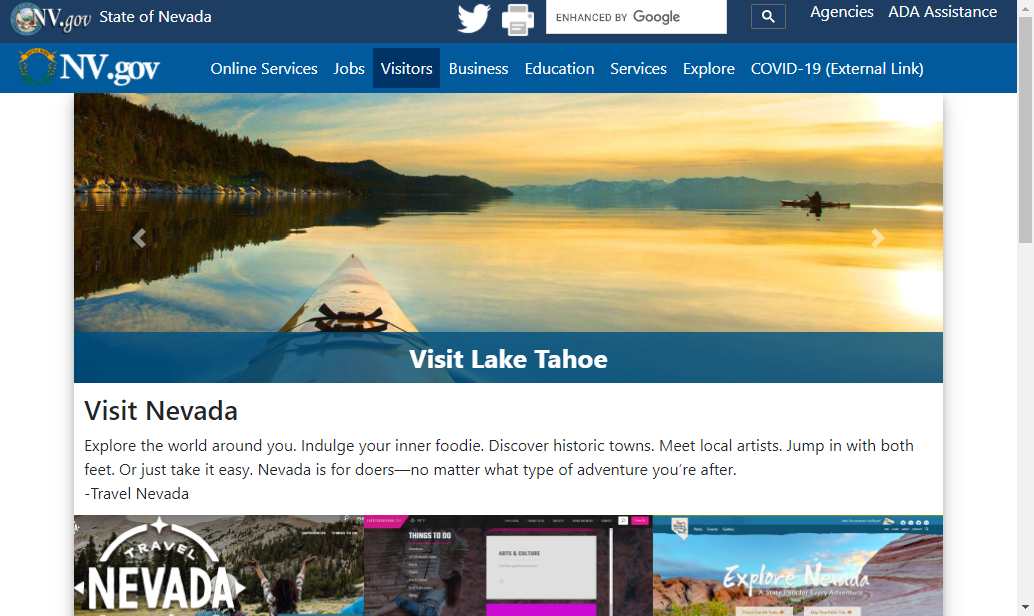 NV.gov State of Nevada
ENHANCED BY Google
Agencies ADA Assistance
NV.gov
Online Services Jobs Visitors Business Education Services Explore COVID-19 (External Link)
Visit Lake Tahoe
Visit Nevada
Explore the world around you. Indulge your inner foodie. Discover historic towns. Meet local artists. Jump in with both
feet. Or just take it easy. Nevada is for doers—no matter what type of adventure you’re after.
-Travel Nevada
TRAVEL
NEVADA
THINGS TO DO
ARTS & CULTURE
Explore Nevada
A State Park for Every Adventure